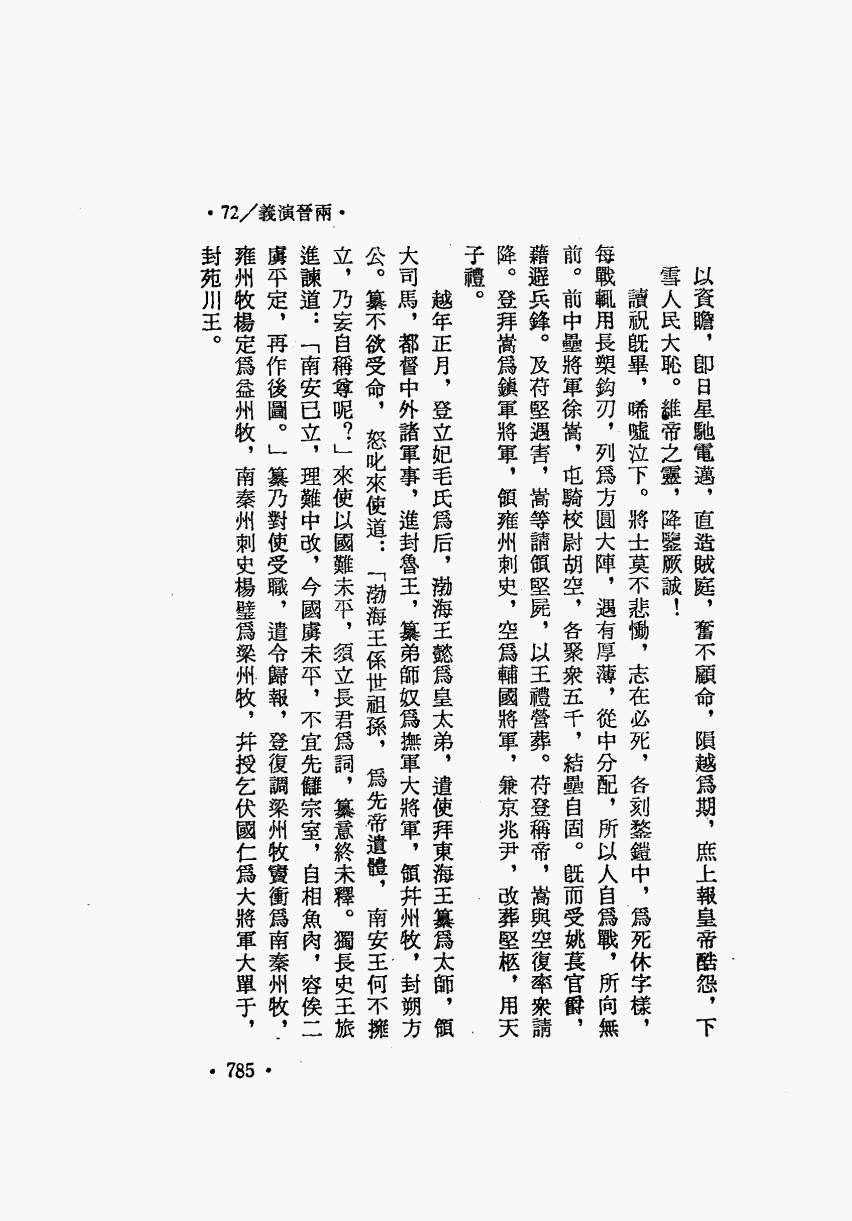 ·72／義演晉兩·
以資瞻，卽日星馳電邁，直造賊庭，奮不顧命，隕越爲期，庶上報皇帝酷怨，下
雪人民大恥。維帝之靈，降鑒厥誠！
讀祝旣畢，唏噓泣下。將士莫不悲慟，志在必死，各刻鍪鎧中，爲死休字樣，
每戰輒用長槊鈎刃，列爲方圓大陣，遇有厚薄，從中分配，所以人自爲戰，所向無
前。前中壘將軍徐嵩，屯騎校尉胡空，各聚衆五千，結壘自固。旣而受姚萇官爵，
藉避兵鋒。及苻堅遇害，嵩等請領堅屍，以王禮營葬。苻登稱帝，嵩與空復率衆請
降。登拜嵩爲鎭軍將軍，領雍州刺史，空爲輔國將軍，兼京兆尹，改葬堅柩，用天
子禮。
越年正月，登立妃毛氏爲后，渤海王懿爲皇太弟，遣使拜東海王纂爲太師，領
大司馬，都督中外諸軍事，進封魯王，纂弟師奴爲撫軍大將軍，領幷州牧，封朔方
公。纂不欲受命，怒叱來使道：「渤海王係世祖孫，爲先帝遺體，南安王何不擁
立，乃妄自稱尊呢？」來使以國難未平，須立長君爲詞，纂意終未釋。獨長史王旅
進諫道：「南安已立，理難中改，今國虜未平，不宜先讎宗室，自相魚肉，容俟二
虜平定，再作後圖。」纂乃對使受職，遣令歸報，登復調梁州牧竇衝爲南秦州牧，
雍州牧楊定爲益州牧，南秦州刺史楊璧爲梁州牧，幷授乞伏國仁爲大將軍大單于，
封苑川王。
·785·